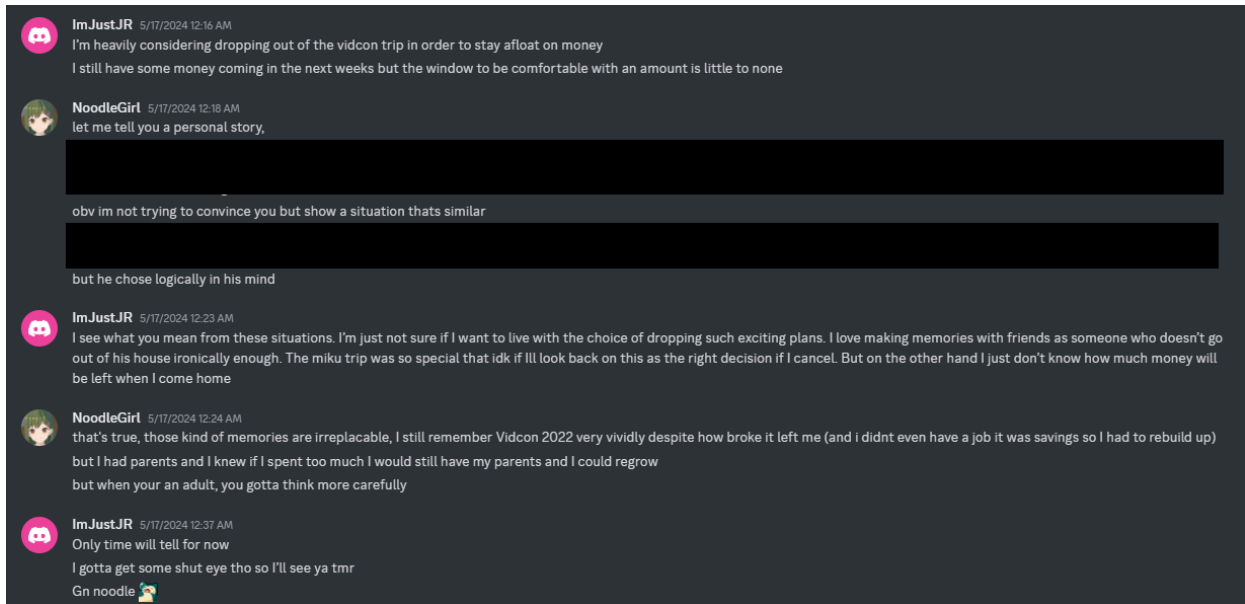 ImJustJR 5/17/2024 12:16 AM
I'm heavily considering dropping out of the vidcon trip in order to stay afloat on money
I still have some money coming in the next weeks but the window to be comfortable with an amount is little to none
NoodleGirl 5/17/2024 12:18 AM
let me tell you a personal story,
obv im not trying to convince you but show a situation thats similar
but he chose logically in his mind
ImJustJR 5/17/2024 12:23 AM
I see what you mean from these situations. I'm just not sure if I want to live with the choice of dropping such exciting plans. I love making memories with friends as someone who doesn't go
out of his house ironically enough. The miku trip was so special that idk if Ill look back on this as the right decision if I cancel. But on the other hand I just don't know how much money will
be left when I come home
NoodleGirl 5/17/2024 12:24 AM
that's true, those kind of memories are irreplacable, I still remember Vidcon 2022 very vividly despite how broke it left me (and i didnt even have a job it was savings so I had to rebuild up)
but I had parents and I knew if I spent too much I would still have my parents and I could regrow
but when your an adult, you gotta think more carefully
ImJustJR 5/17/2024 12:37 AM
Only time will tell for now
I gotta get some shut eye tho so I'll see ya tmr
Gn noodle